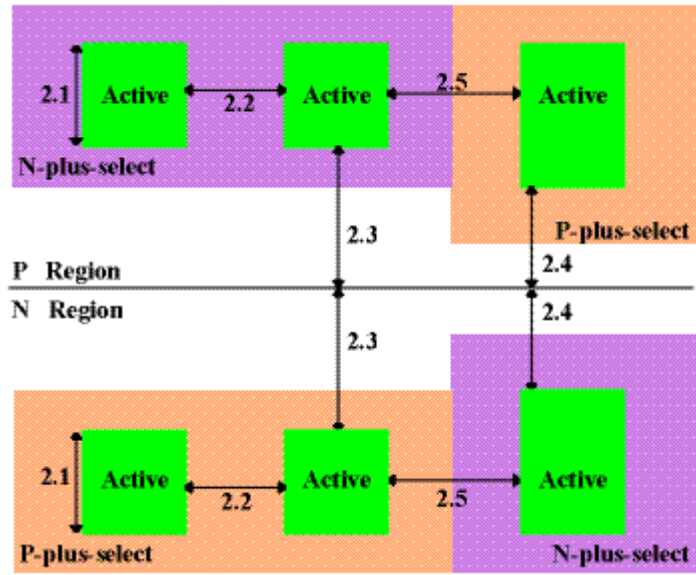 2.1 Active 2.2 Active 2.5 Active
N-plus-select
2.3 P-plus-select
P Region 2.4
N Region 2.4
2.3
2.1 Active 2.2 Active 2.5 Active
P-plus-select N-plus-select